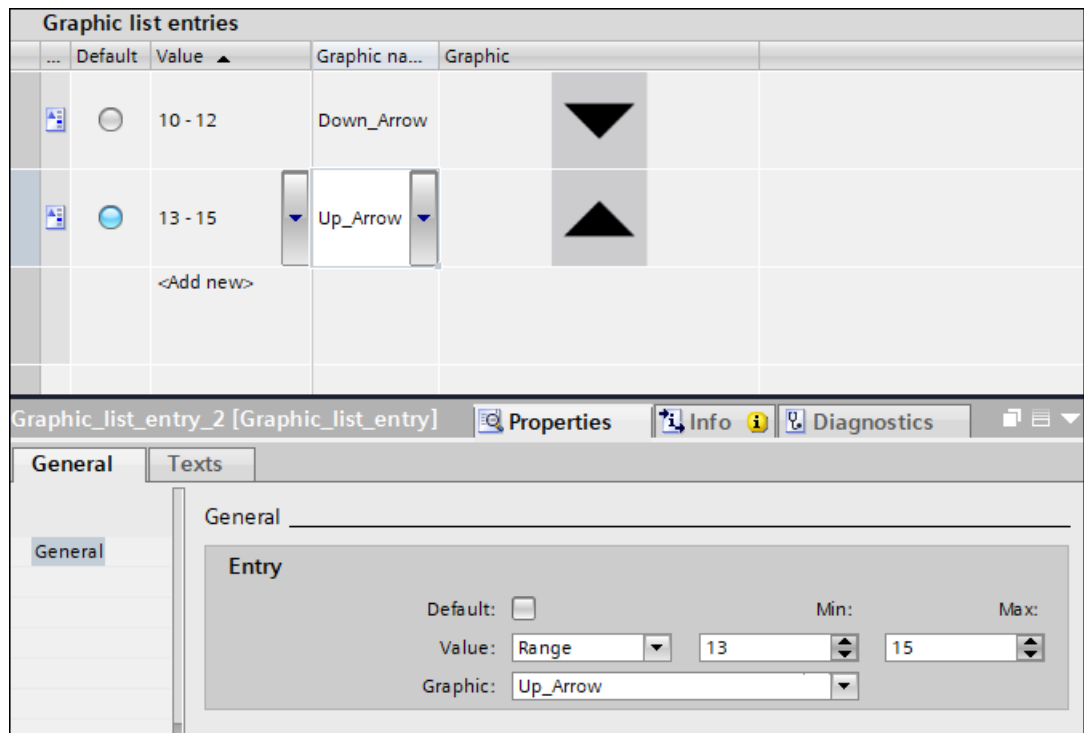 Graphic list entries
... Default Value Graphic na... Graphic
10 - 12 Down_Arrow
13 - 15 Up_Arrow
<Add new>
Graphic_list_entry_2 [Graphic_list_entry] Properties Info Diagnostics
General Texts
General
General
Entry
Default: Min: Max:
Value: Range 13 15
Graphic: Up_Arrow